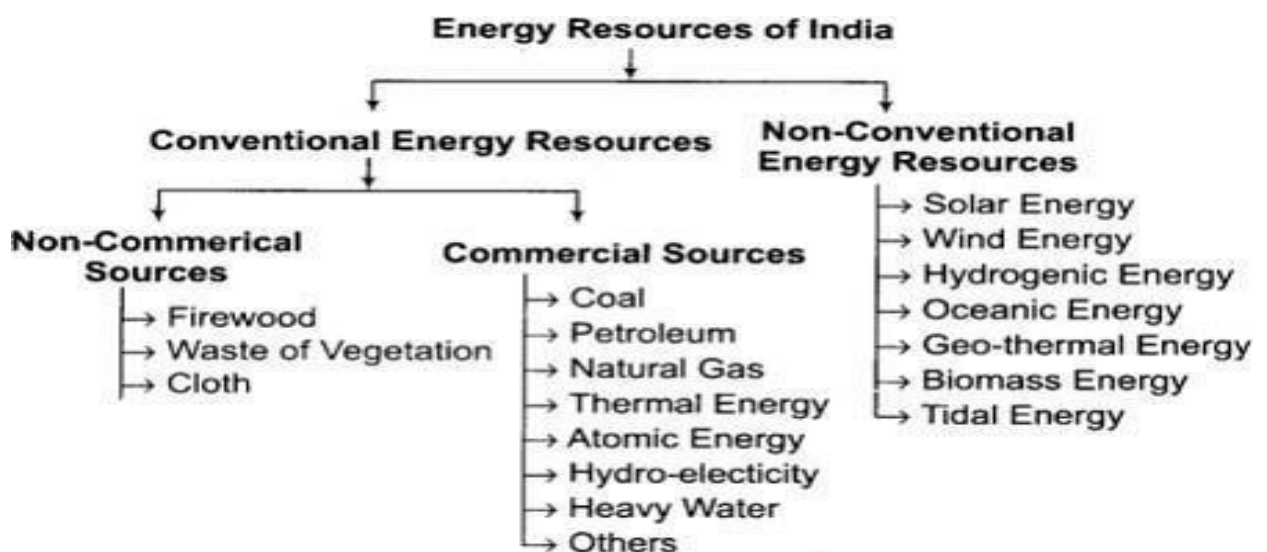 Energy Resources of India
Conventional Energy Resources
Non-Commerical
Sources
Firewood
Waste of Vegetation
Cloth
Commercial Sources
Coal
Petroleum
Natural Gas
Thermal Energy
Atomic Energy
Hydro-electicity
Heavy Water
Others
Non-Conventional
Energy Resources
Solar Energy
Wind Energy
Hydrogenic Energy
Oceanic Energy
Geo-thermal Energy
Biomass Energy
Tidal Energy